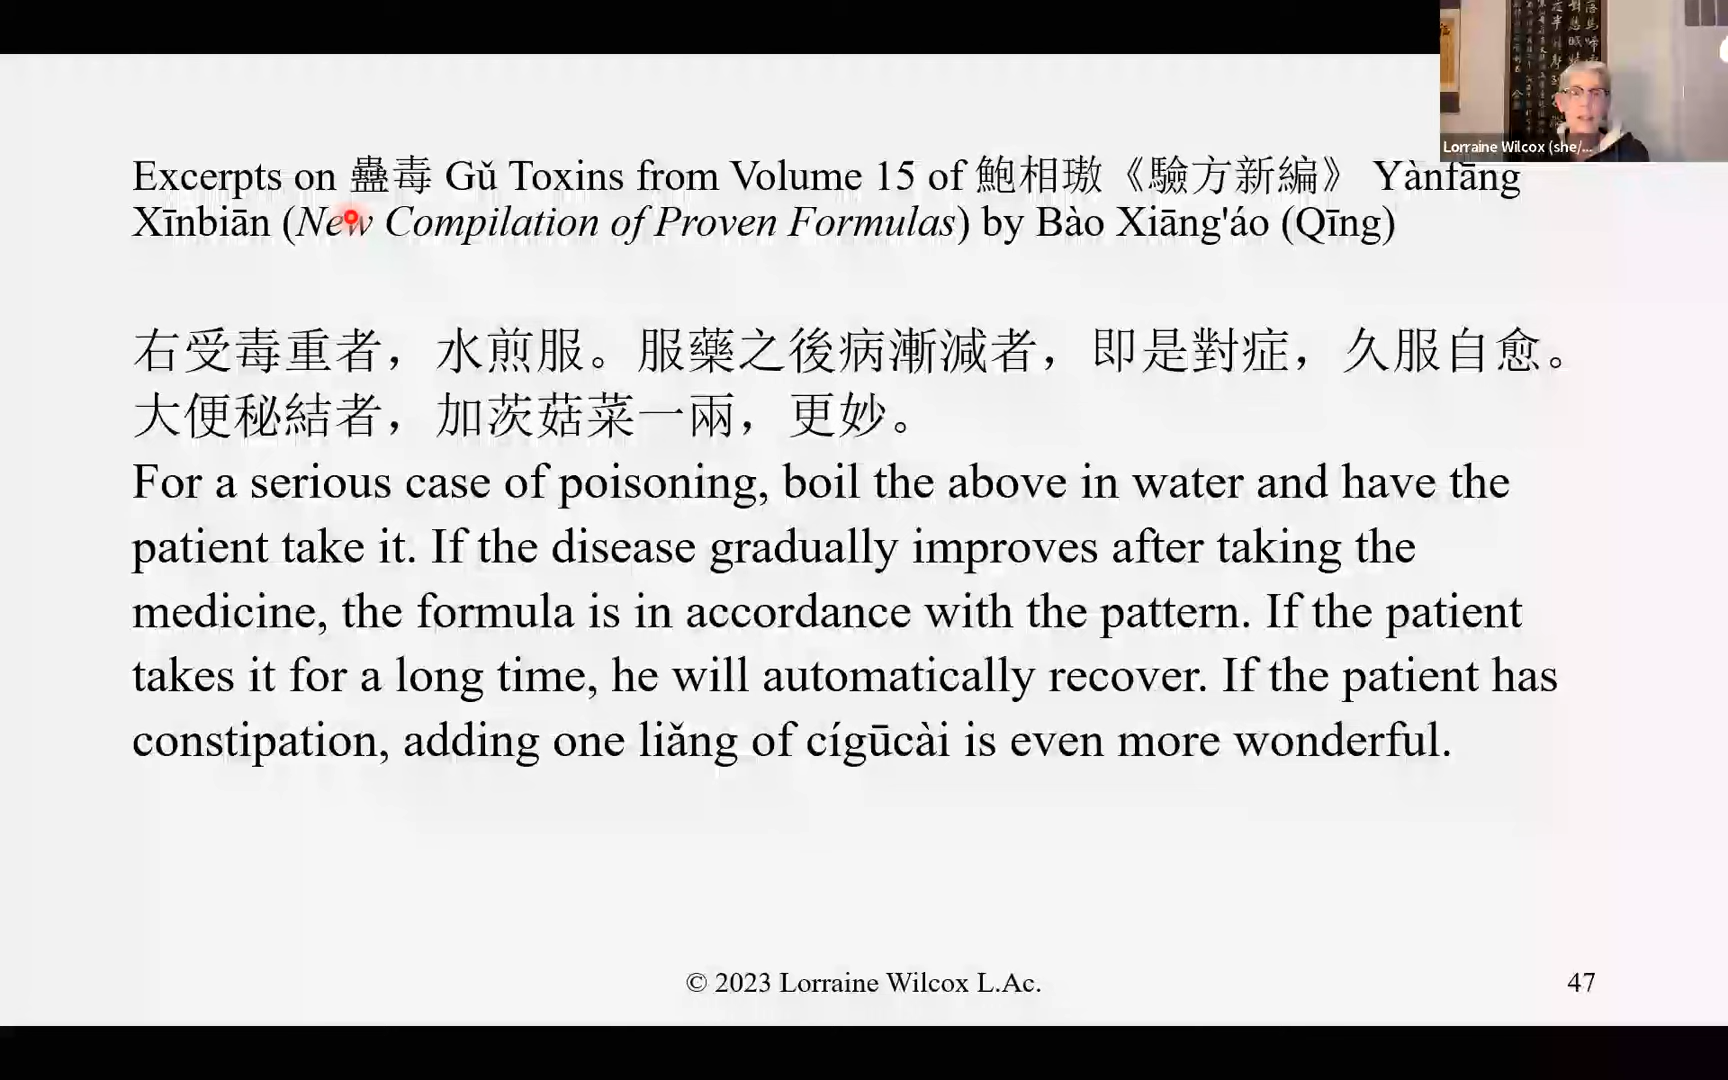 Lorraine Wilcox (she/...
Excerpts on 蠱毒 Gǔ Toxins from Volume 15 of 鮑相璈《驗方新編》 Yànfāng
Xīnbiān (New Compilation of Proven Formulas) by Bào Xiāng'áo (Qīng)
右受毒重者，水煎服。服藥之後病漸減者，即是對症，久服自愈。
大便秘結者，加茨菇菜一兩，更妙。
For a serious case of poisoning, boil the above in water and have the
patient take it. If the disease gradually improves after taking the
medicine, the formula is in accordance with the pattern. If the patient
takes it for a long time, he will automatically recover. If the patient has
constipation, adding one liǎng of cígūcài is even more wonderful.
© 2023 Lorraine Wilcox L.Ac.
47